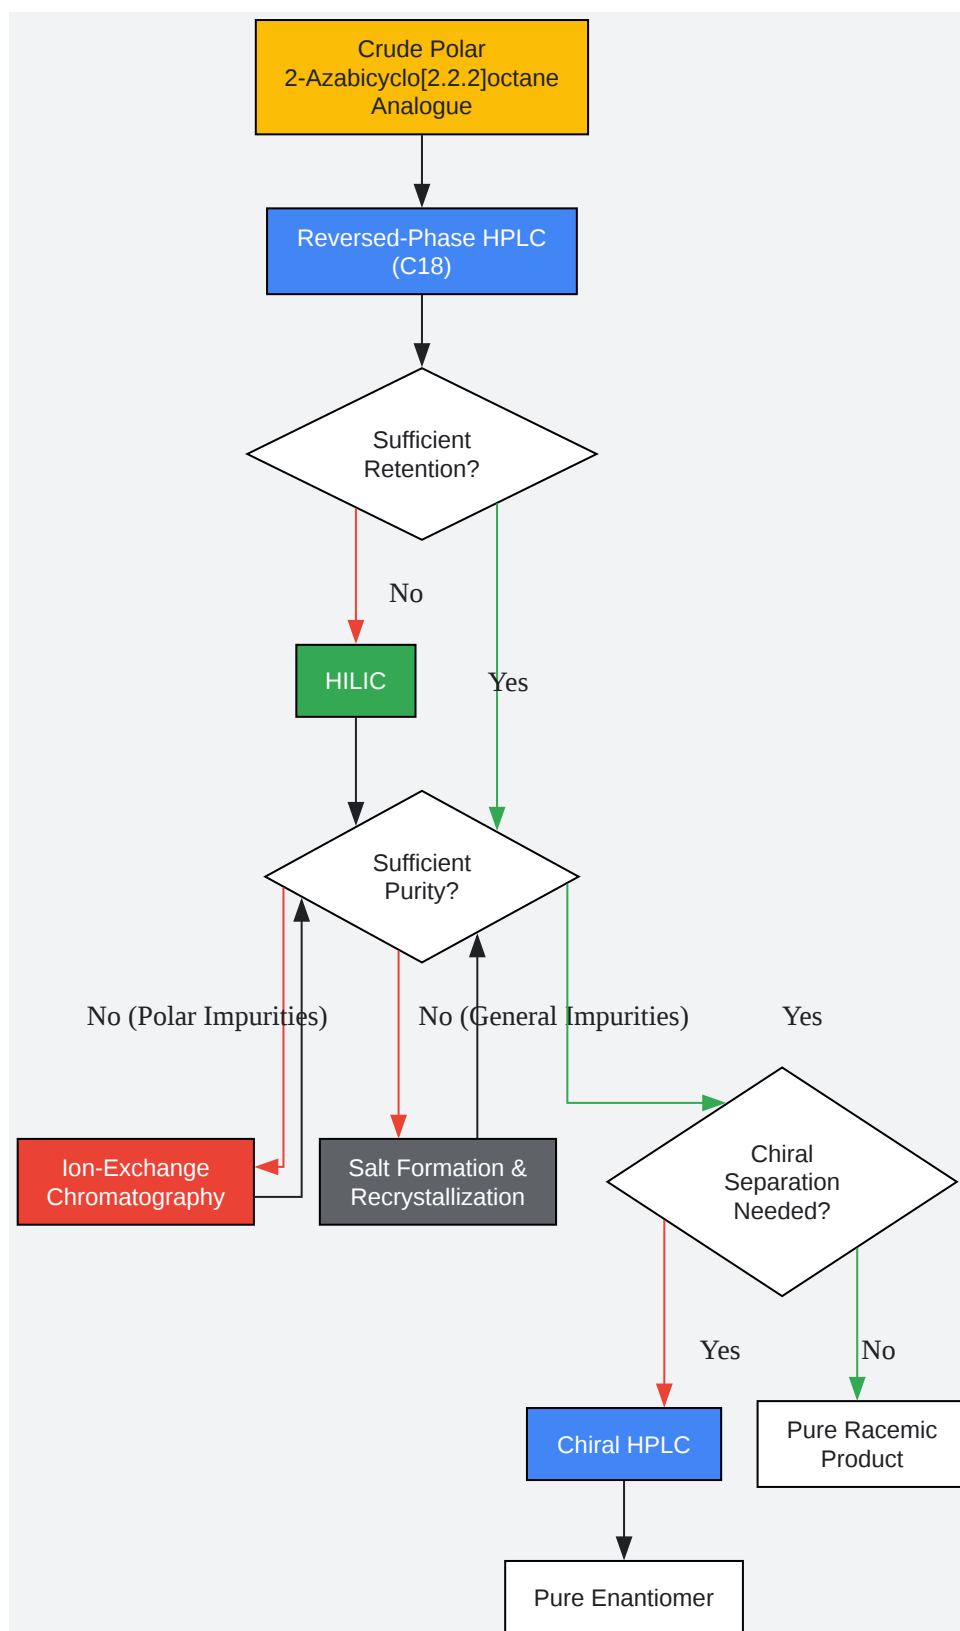 Crude Polar
2-Azabicyclo[2.2.2]octane
Analogue
Reversed-Phase HPLC
(C18)
Sufficient
Retention?
No
HILIC
Yes
Sufficient
Purity?
No (Polar Impurities)
No (General Impurities)
Yes
Ion-Exchange
Chromatography
Salt Formation &
Recrystallization
Chiral
Separation
Needed?
Yes
No
Chiral HPLC
Pure Racemic
Product
Pure Enantiomer